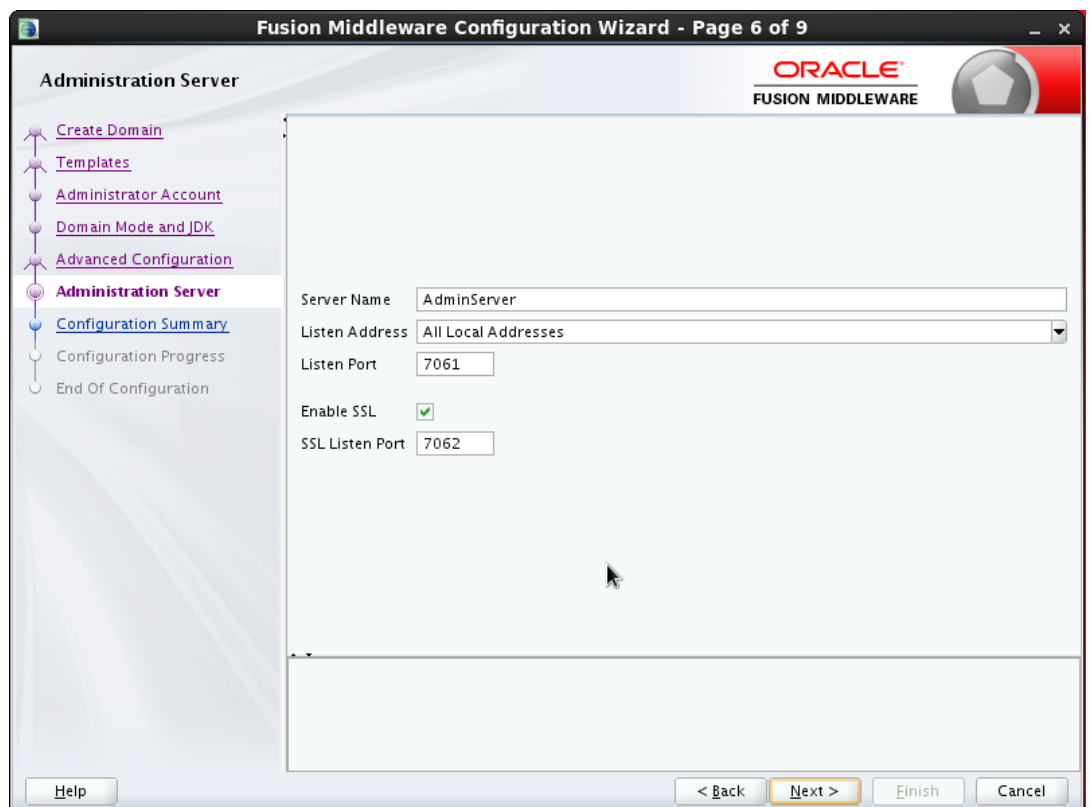 Fusion Middleware Configuration Wizard - Page 6 of 9
Administration Server
ORACLE
FUSION MIDDLEWARE
Create Domain
Templates
Administrator Account
Domain Mode and JDK
Advanced Configuration
Administration Server
Configuration Summary
Configuration Progress
End Of Configuration
Server Name AdminServer
Listen Address All Local Addresses
Listen Port 7061
Enable SSL
SSL Listen Port 7062
Help < Back Next > Finish Cancel